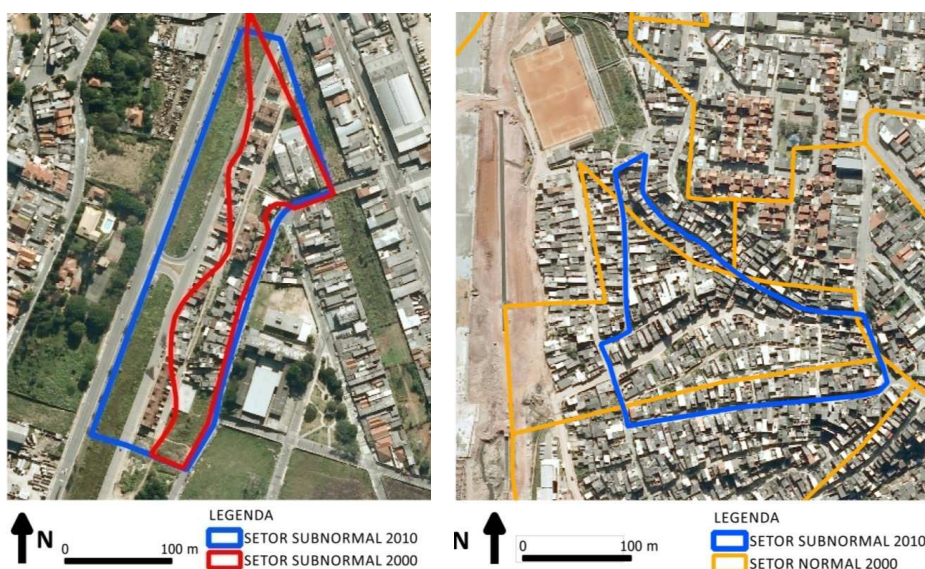 LEGENDA
N
SETOR SUBNORMAL 2010
0 100 m
SETOR SUBNORMAL 2000
LEGENDA
N
SETOR SUBNORMAL 2010
0 100 m
SETOR NORMAL 2000